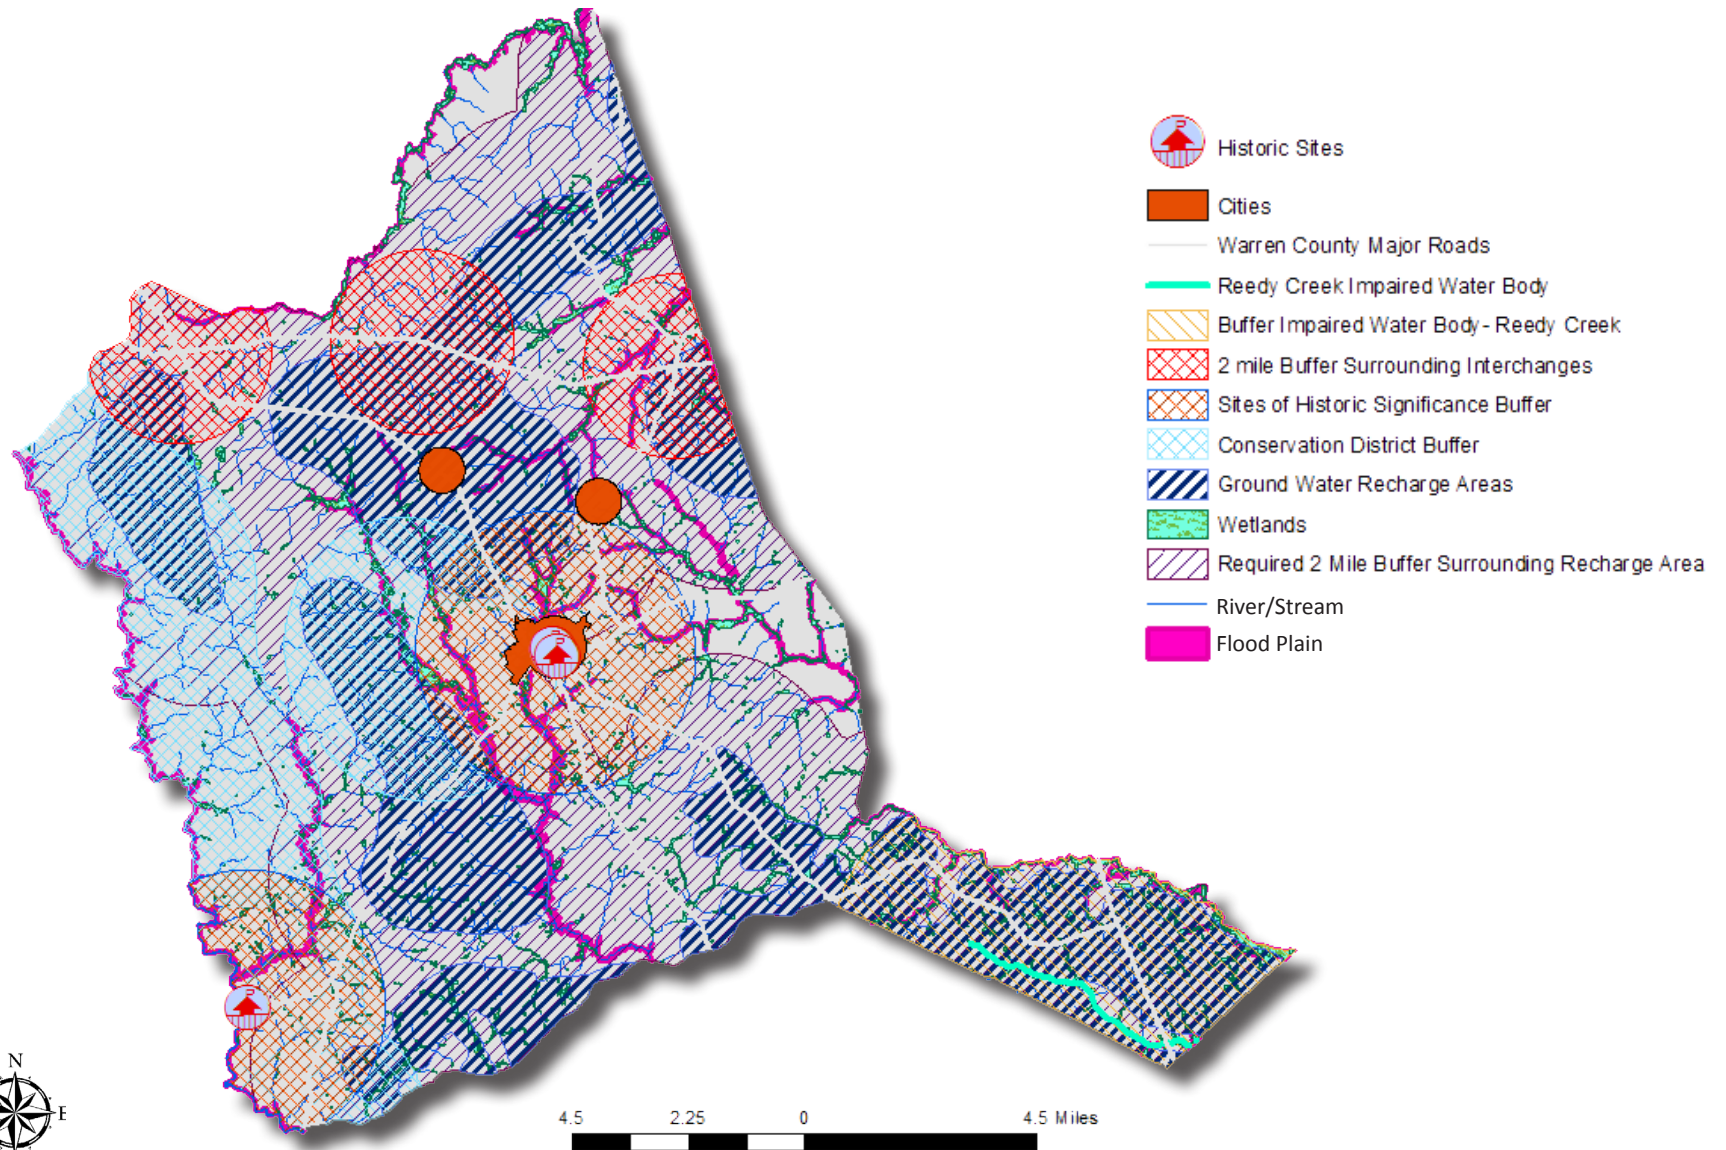 Historic Sites
Cities
Warren County Major Roads
Reedy Creek Impaired Water Body
Buffer Impaired Water Body- Reedy Creek
2 mile Buffer Surrounding Interchanges
Sites of Historic Significance Buffer
Conservation District Buffer
Ground Water Recharge Areas
Wetlands
Required 2 Mile Buffer Surrounding Recharge Area
River/Stream
Flood Plain
N
E
4.5 2.25 0 4.5 Miles